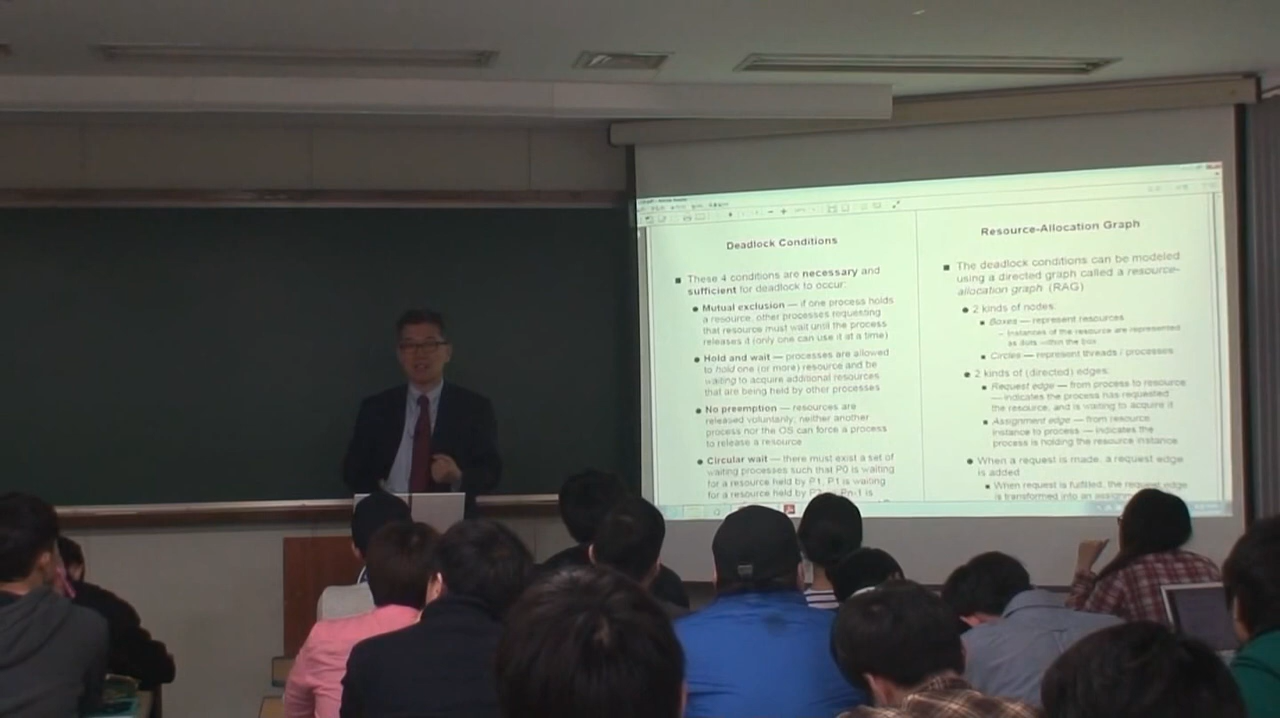 Deadlock Conditions
These 4 conditions are necessary and
sufficient for deadlock to occur:
Mutual exclusion — if one process holds
a resource, other processes requesting
that resource must wait until the process
releases it (only one can use it at a time)
Hold and wait — processes are allowed
to hold one (or more) resource and be
waiting to acquire additional resources
that are being held by other processes
No preemption — resources are
released voluntarily; neither another
process nor the OS can force a process
to release a resource
Circular wait — there must exist a set of
waiting processes such that P0 is waiting
for a resource held by P1, P1 is waiting
for a resource held by Pn-1 is
Resource-Allocation Graph
The deadlock conditions can be modeled
using a directed graph called a resource-
allocation graph (RAG)
2 kinds of nodes:
Boxes — represent resources
– Instances of the resource are represented
as dots within the box
Circles — represent threads / processes
2 kinds of (directed) edges:
Request edge — from process to resource
— indicates the process has requested
the resource, and is waiting to acquire it
Assignment edge — from resource
instance to process — indicates the
process is holding the resource instance
When a request is made, a request edge
is added
When request is fulfilled, the request edge
is transformed into an